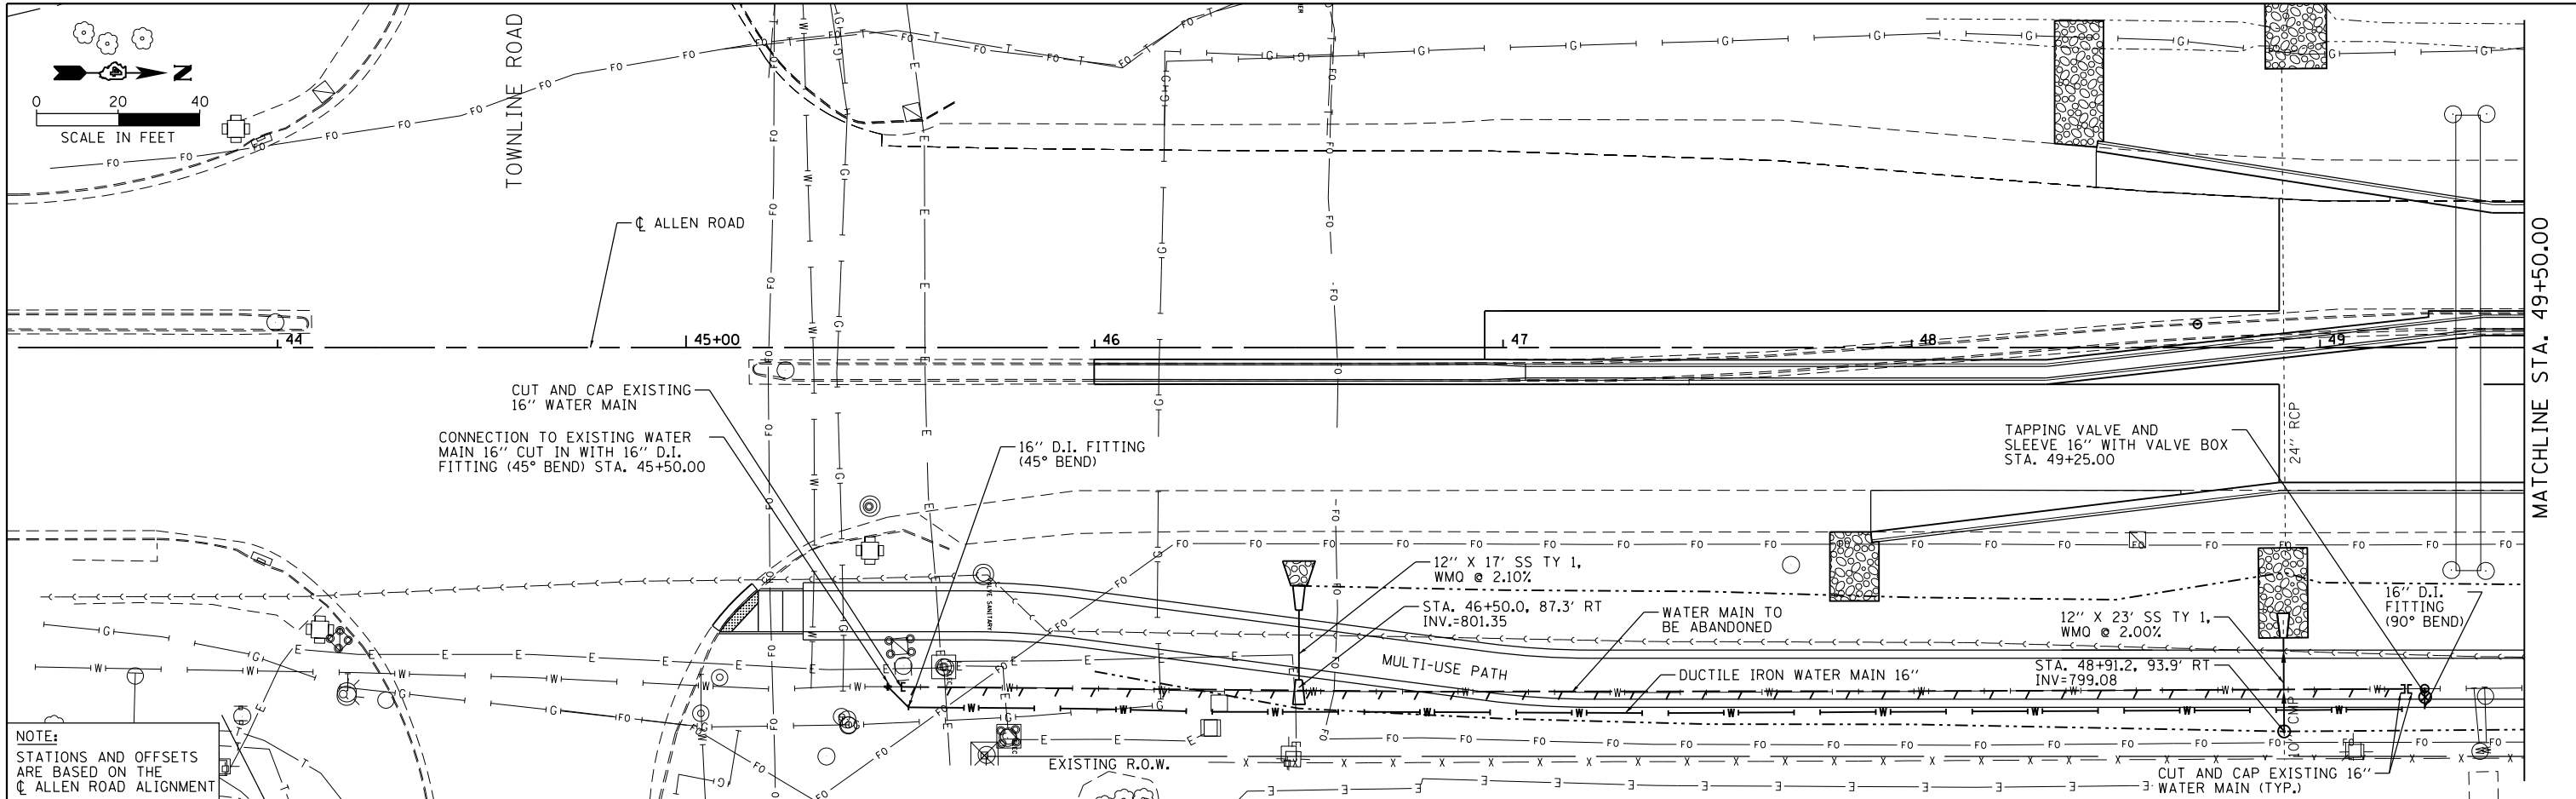 N
0 20 40
SCALE IN FEET
TOWNLINE ROAD
℄ ALLEN ROAD
44
45+00
46
47
48
49
MATCHLINE STA. 49+50.00
CUT AND CAP EXISTING
16" WATER MAIN
CONNECTION TO EXISTING WATER
MAIN 16" CUT IN WITH 16" D.I.
FITTING (45° BEND) STA. 45+50.00
16" D.I. FITTING
(45° BEND)
TAPPING VALVE AND
SLEEVE 16" WITH VALVE BOX
STA. 49+25.00
24" RCP
12" X 17' SS TY 1,
WMQ @ 2.10%
STA. 46+50.0, 87.3' RT
INV.=801.35
WATER MAIN TO
BE ABANDONED
MULTI-USE PATH
DUCTILE IRON WATER MAIN 16"
12" X 23' SS TY 1,
WMQ @ 2.00%
STA. 48+91.2, 93.9' RT
INV=799.08
16" D.I.
FITTING
(90° BEND)
CMP
EXISTING R.O.W.
CUT AND CAP EXISTING 16"
WATER MAIN (TYP.)
NOTE:
STATIONS AND OFFSETS
ARE BASED ON THE
℄ ALLEN ROAD ALIGNMENT